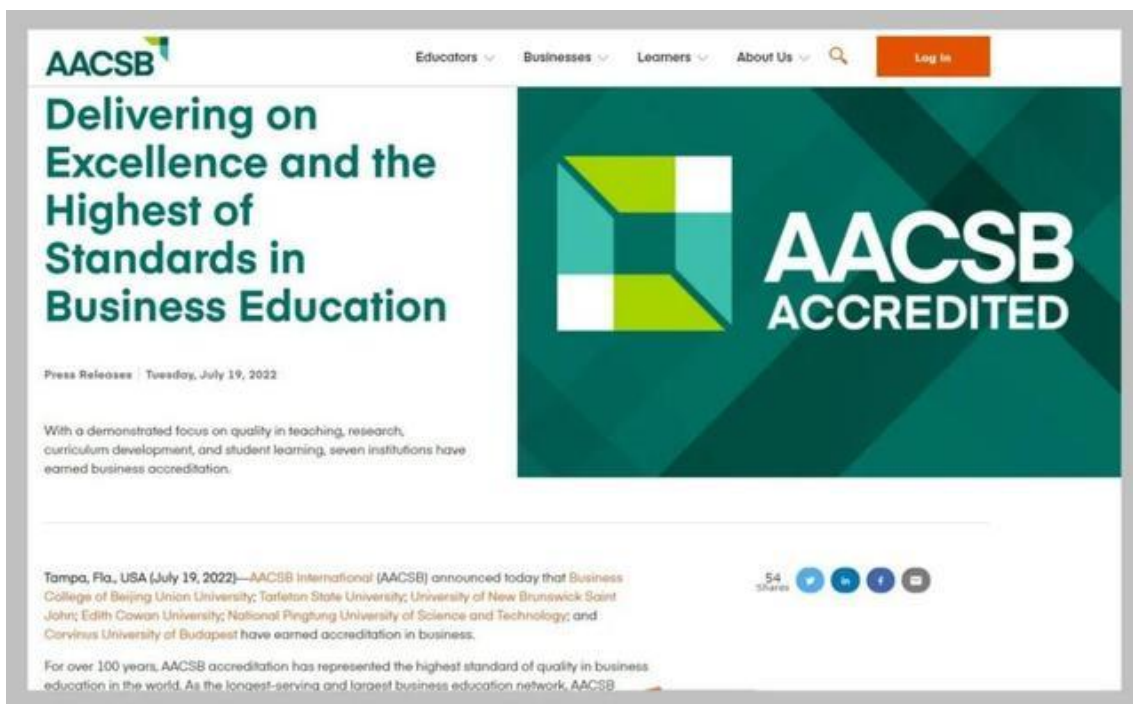 AACSB
Educators
Businesses
Learners
About Us
Log In
Delivering on
Excellence and the
Highest of
Standards in
Business Education
AACSB
ACCREDITED
Press Releases | Tuesday, July 19, 2022
With a demonstrated focus on quality in teaching, research,
curriculum development, and student learning, seven institutions have
earned business accreditation.
Tampa, Fla., USA (July 19, 2022)—AACSB International (AACSB) announced today that Business
College of Beijing Union University; Tarleton State University; University of New Brunswick Saint
John; Edith Cowan University; National Pingtung University of Science and Technology; and
Corvinus University of Budapest have earned accreditation in business.
54
Shares
For over 100 years, AACSB accreditation has represented the highest standard of quality in business
education in the world. As the longest-serving and largest business education network, AACSB